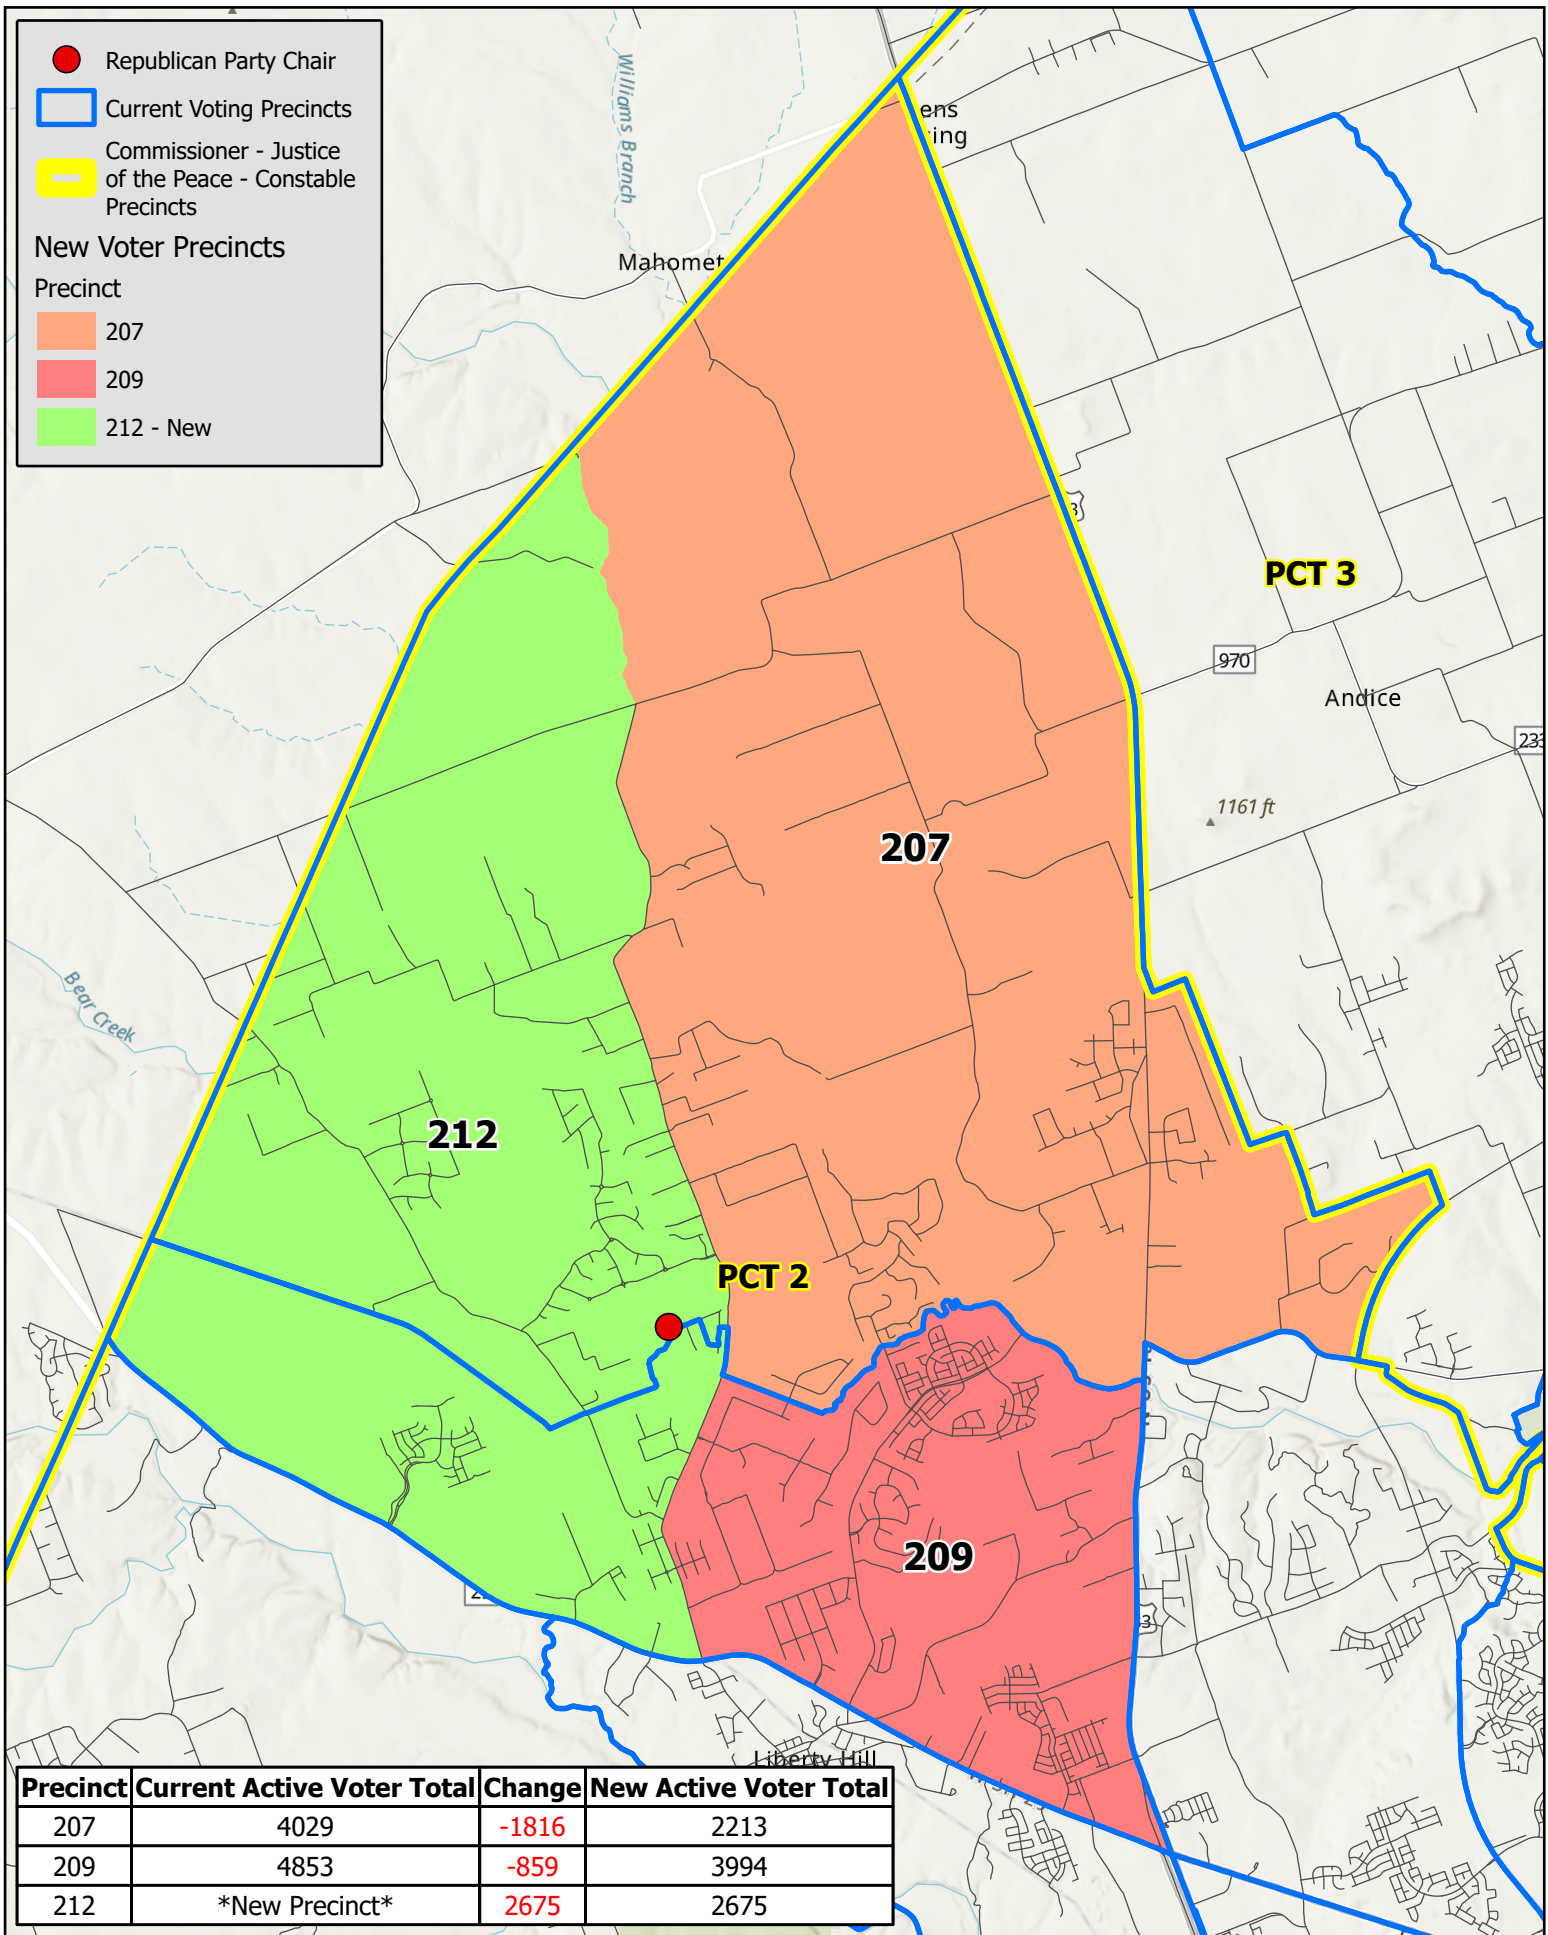 Republican Party Chair
Current Voting Precincts
Commissioner - Justice
of the Peace - Constable
Precincts
New Voter Precincts
Precinct
207
209
212 - New
Williams Branch
ens
ing
Mahomet
PCT 3
970
Andice
233
1161 ft
207
Bear Creek
212
PCT 2
209
Liberty Hill
Precinct Current Active Voter Total Change New Active Voter Total
207 4029 -1816 2213
209 4853 -859 3994
212 *New Precinct* 2675 2675